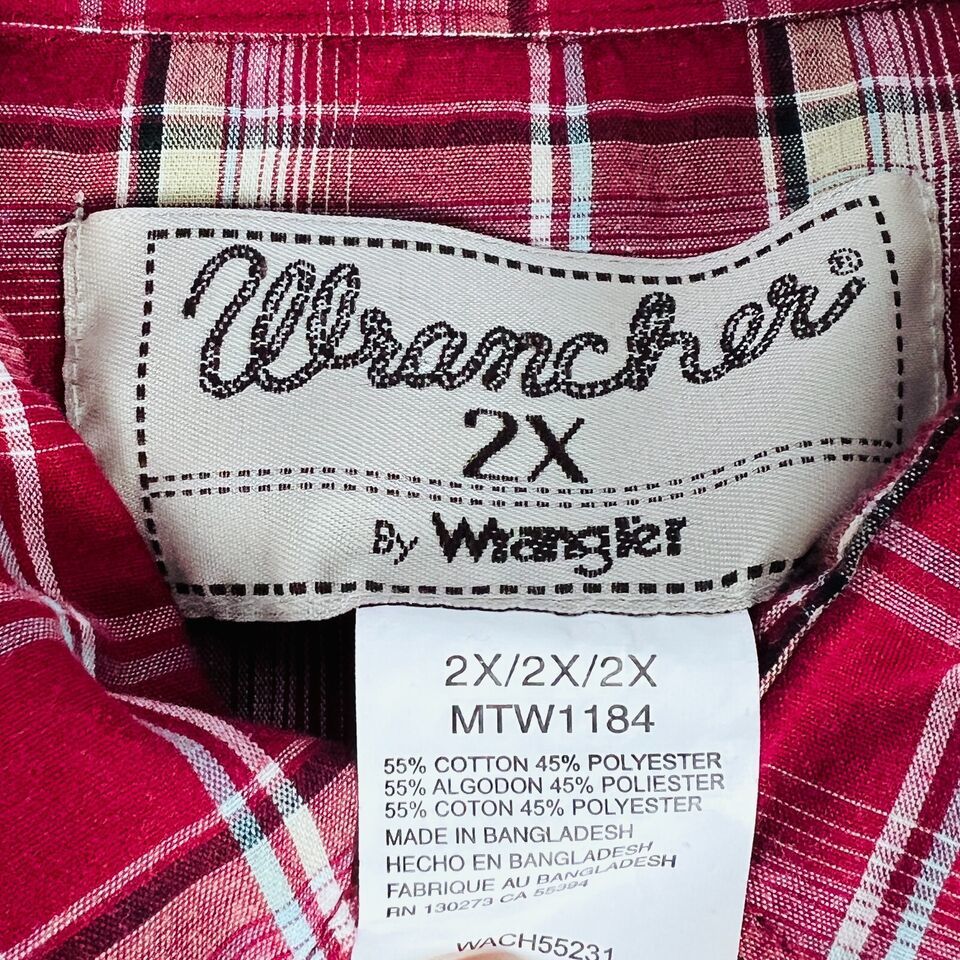 Wrancher®
2X
By Wrangler
2X/2X/2X
MTW1184
55% COTTON 45% POLYESTER
55% ALGODON 45% POLIESTER
55% COTON 45% POLYESTER
MADE IN BANGLADESH
HECHO EN BANGLADESH
FABRIQUE AU BANGLADESH
RN 130273 CA 55394
WACH55231